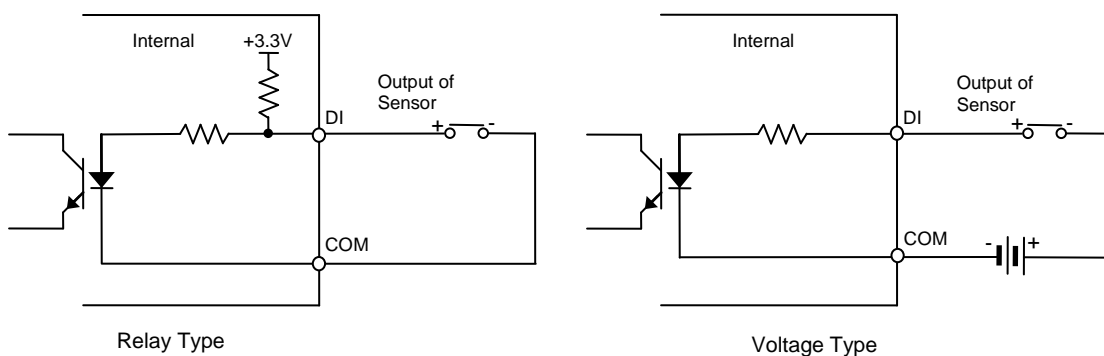 Internal
+3.3V
Output of
Sensor
DI
+ -
COM
Relay Type
Internal
Output of
Sensor
DI
+ -
COM
- +
Voltage Type